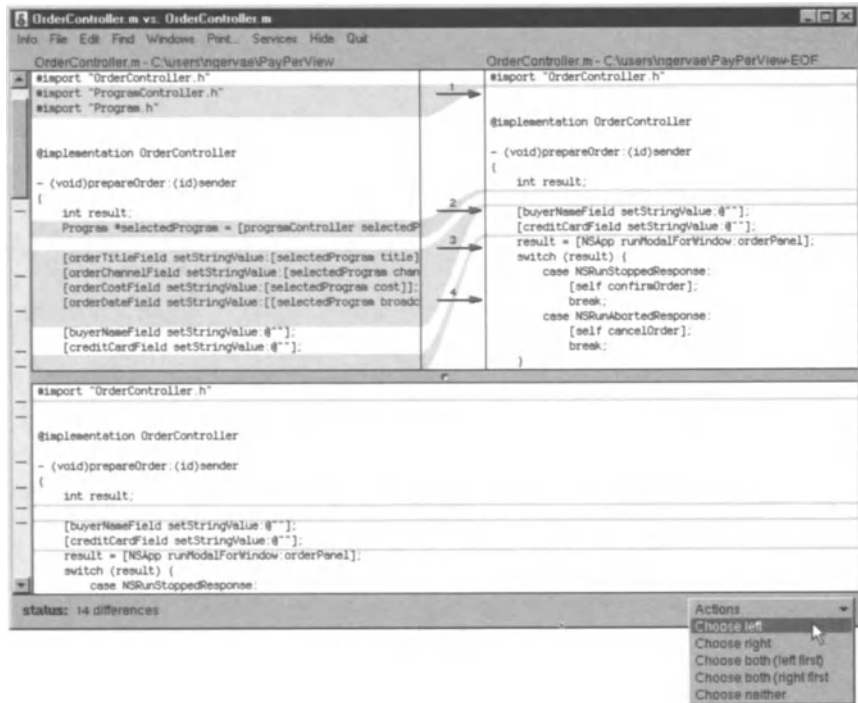 OrderController.m vs. OrderController.m
Info File Edit Find Windows Print... Services Hide Quit
OrderController.m - C:\users\ngervae\PayPerView
#import "OrderController.h"
#import "ProgramController.h"
#import "Program.h"
@implementation OrderController
- (void)prepareOrder:(id)sender
{
int result;
Program *selectedProgram = [programController selectedP
[orderTitleField setStringValue:[selectedProgram title]
[orderChannelField setStringValue:[selectedProgram chan
[orderCostField setStringValue:[selectedProgram cost]];
[orderDateField setStringValue:[[selectedProgram broadc
[buyerNameField setStringValue:@""];
[creditCardField setStringValue:@""];
1
2
3
4
OrderController.m - C:\users\ngervae\PayPerView-EOF
#import "OrderController.h"
@implementation OrderController
- (void)prepareOrder:(id)sender
{
int result;
[buyerNameField setStringValue:@""];
[creditCardField setStringValue:@""];
result = [NSApp runModalForWindow:orderPanel];
switch (result) {
case NSRunStoppedResponse:
[self confirmOrder];
break;
case NSRunAbortedResponse:
[self cancelOrder];
break;
}
#import "OrderController.h"
@implementation OrderController
- (void)prepareOrder:(id)sender
{
int result;
[buyerNameField setStringValue:@""];
[creditCardField setStringValue:@""];
result = [NSApp runModalForWindow:orderPanel];
switch (result) {
case NSRunStoppedResponse:
status: 14 differences
Actions
Choose left
Choose right
Choose both (left first)
Choose both (right first
Choose neither